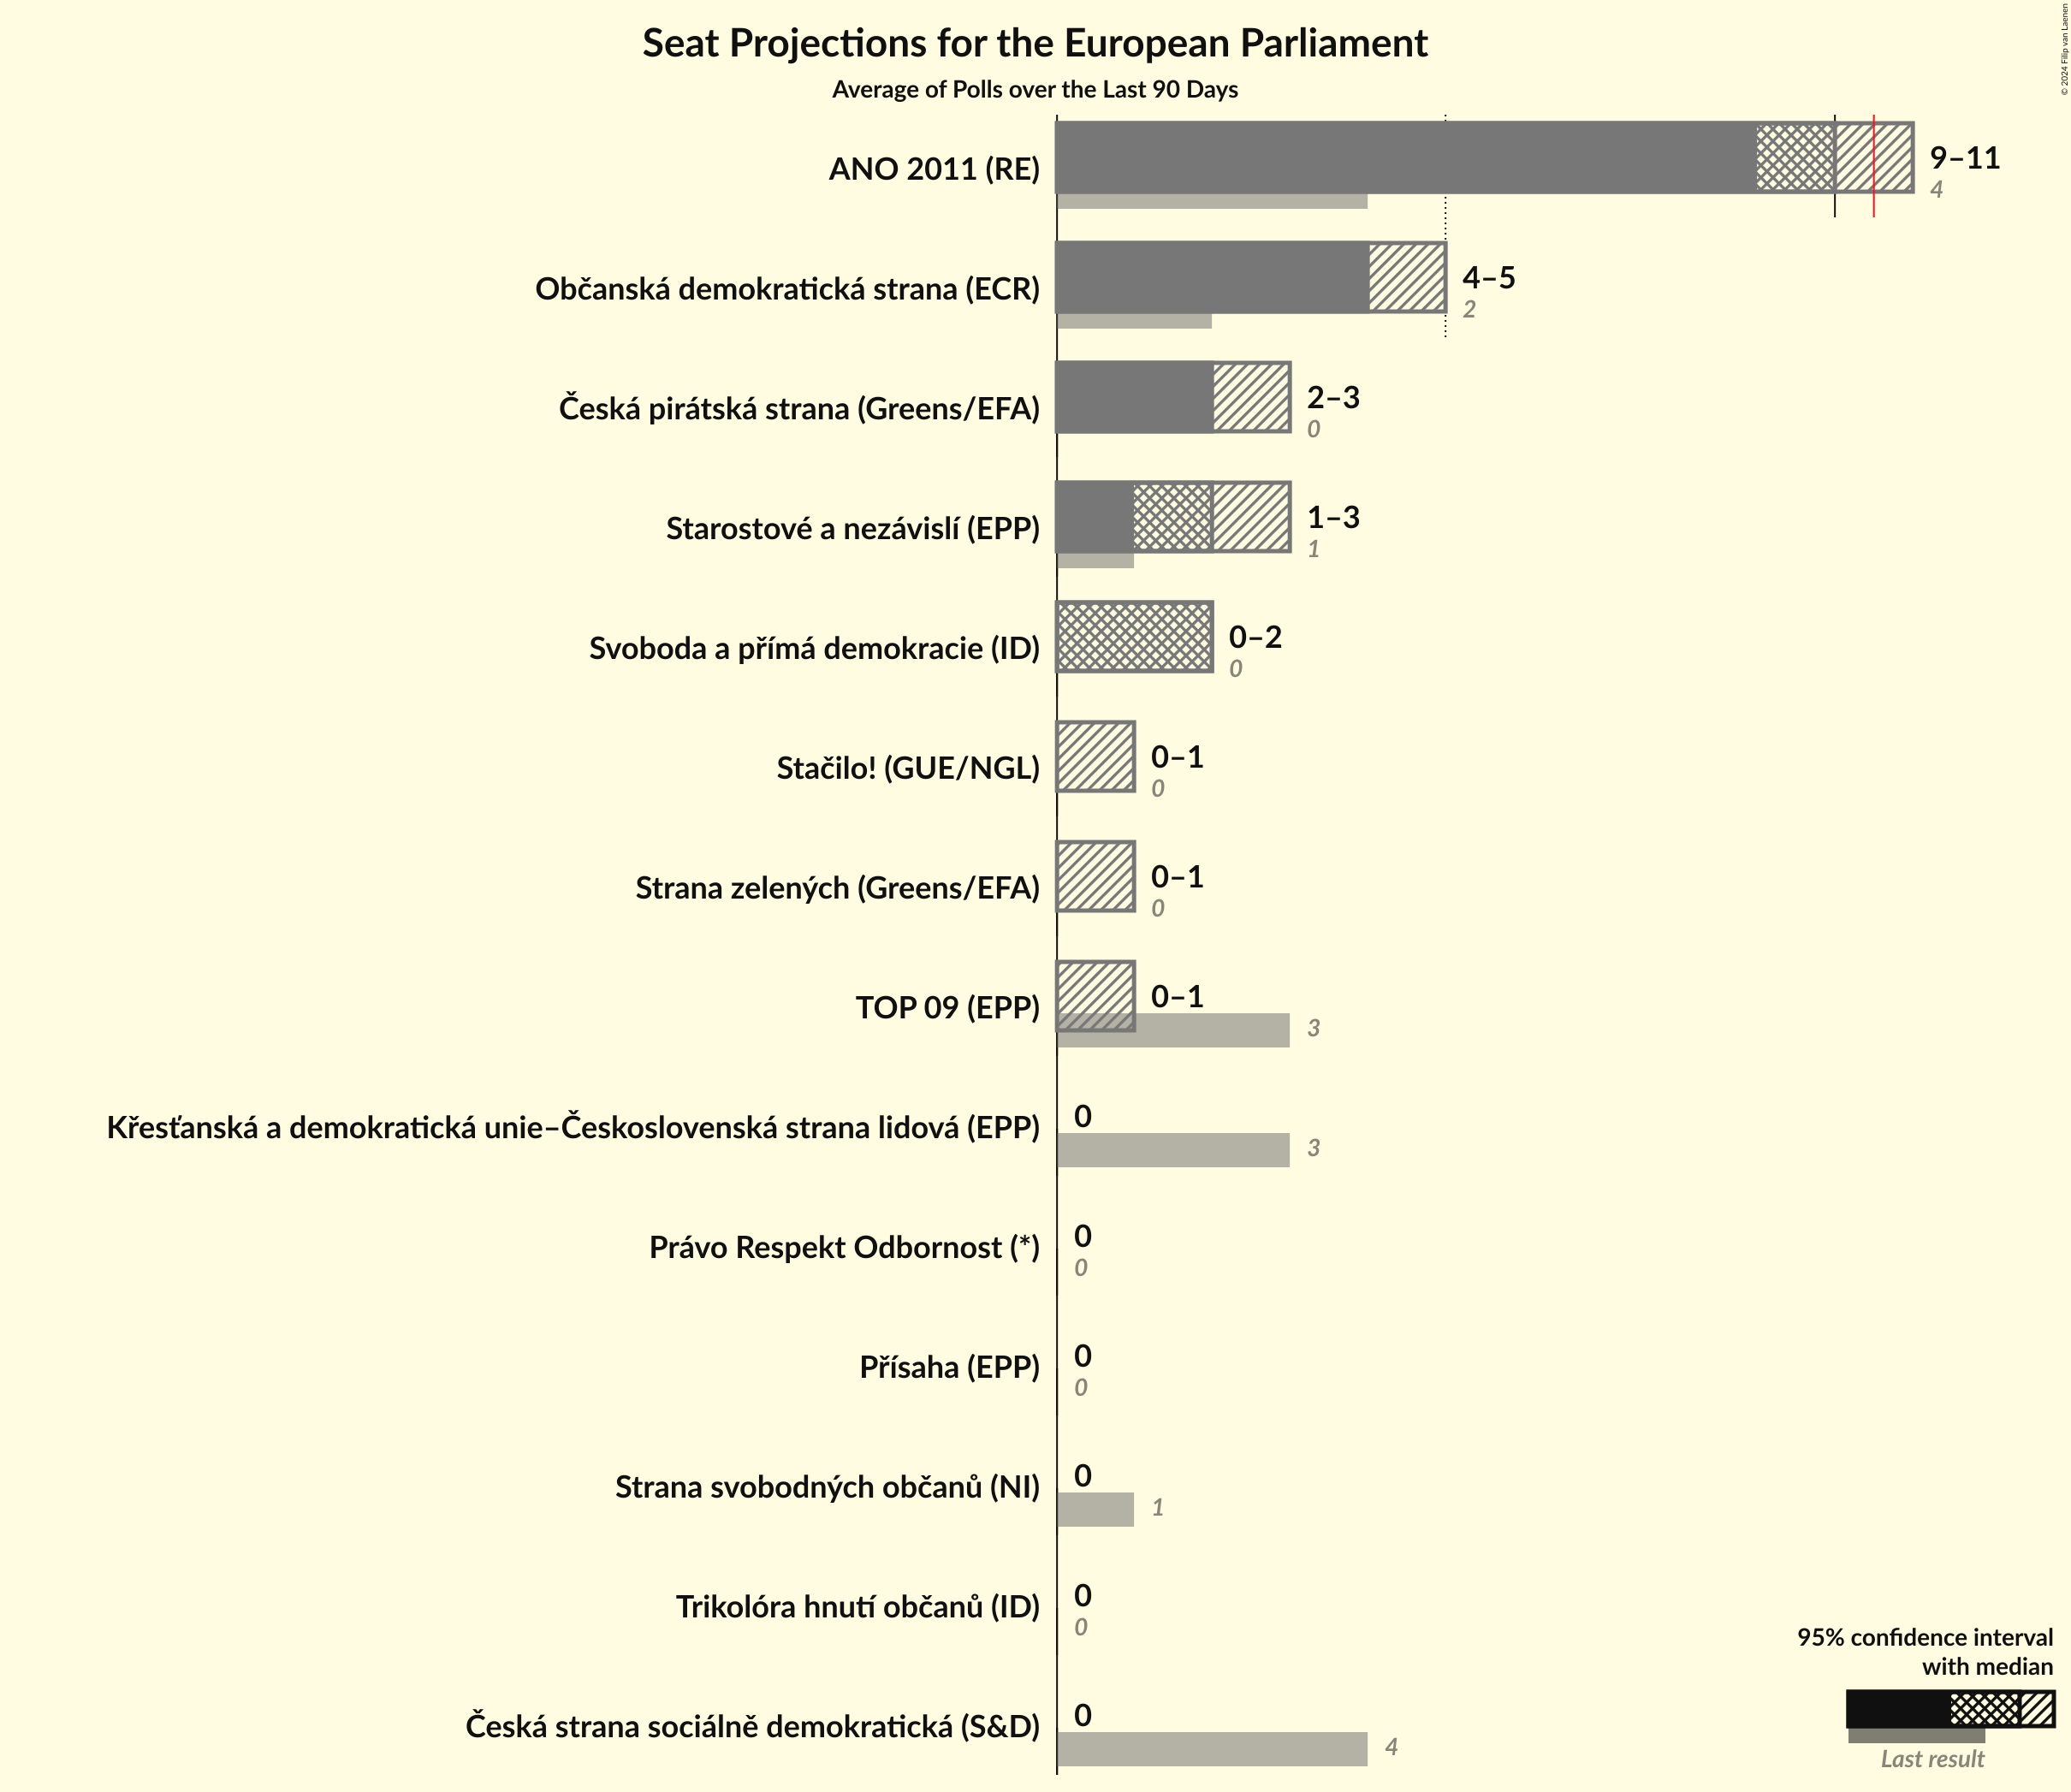 Seat Projections for the European Parliament
Average of Polls over the Last 90 Days
© 2024 Filip van Laenen
ANO 2011 (RE)
9–11
4
Občanská demokratická strana (ECR)
4–5
2
Česká pirátská strana (Greens/EFA)
2–3
0
Starostové a nezávislí (EPP)
1–3
1
Svoboda a přímá demokracie (ID)
0–2
0
Stačilo! (GUE/NGL)
0–1
0
Strana zelených (Greens/EFA)
0–1
0
TOP 09 (EPP)
0–1
3
Křesťanská a demokratická unie–Československá strana lidová (EPP)
0
3
Právo Respekt Odbornost (*)
0
0
Přísaha (EPP)
0
0
Strana svobodných občanů (NI)
0
1
Trikolóra hnutí občanů (ID)
0
0
Česká strana sociálně demokratická (S&D)
0
4
95% confidence interval
with median
Last result